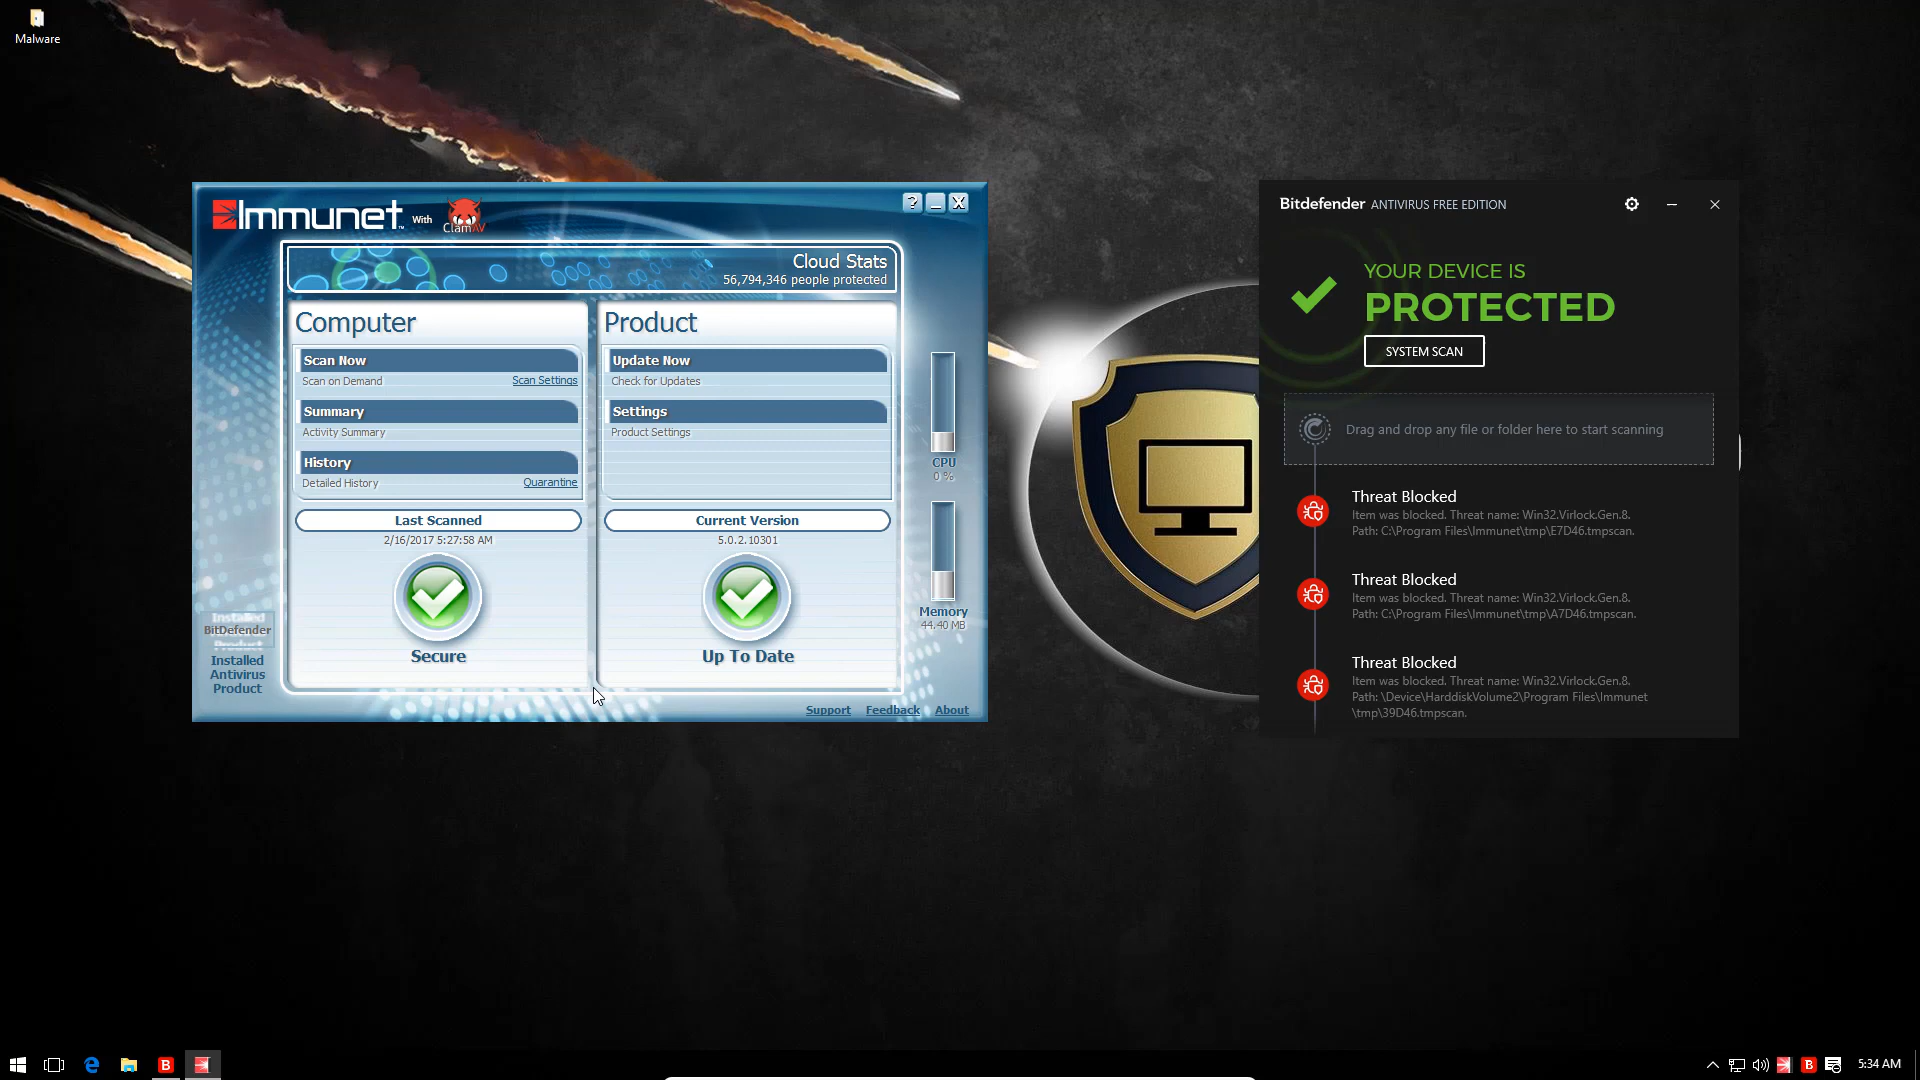 Malware
Immunet™ With ClamAV
Cloud Stats
56,794,346 people protected
Computer
Scan Now
Scan on Demand
Scan Settings
Summary
Activity Summary
History
Detailed History
Quarantine
Last Scanned
2/16/2017 5:27:58 AM
Secure
Product
Update Now
Check for Updates
Settings
Product Settings
Current Version
5.0.2.10301
Up To Date
CPU
0 %
Memory
44.40 MB
Installed
BitDefender
Product
Installed
Antivirus
Product
Support
Feedback
About
Bitdefender ANTIVIRUS FREE EDITION
YOUR DEVICE IS
PROTECTED
SYSTEM SCAN
Drag and drop any file or folder here to start scanning
Threat Blocked
Item was blocked. Threat name: Win32.Virlock.Gen.8.
Path: C:\Program Files\Immunet\tmp\E7D46.tmpscan.
Threat Blocked
Item was blocked. Threat name: Win32.Virlock.Gen.8.
Path: C:\Program Files\Immunet\tmp\A7D46.tmpscan.
Threat Blocked
Item was blocked. Threat name: Win32.Virlock.Gen.8.
Path: \Device\HarddiskVolume2\Program Files\Immunet
\tmp\39D46.tmpscan.
5:34 AM